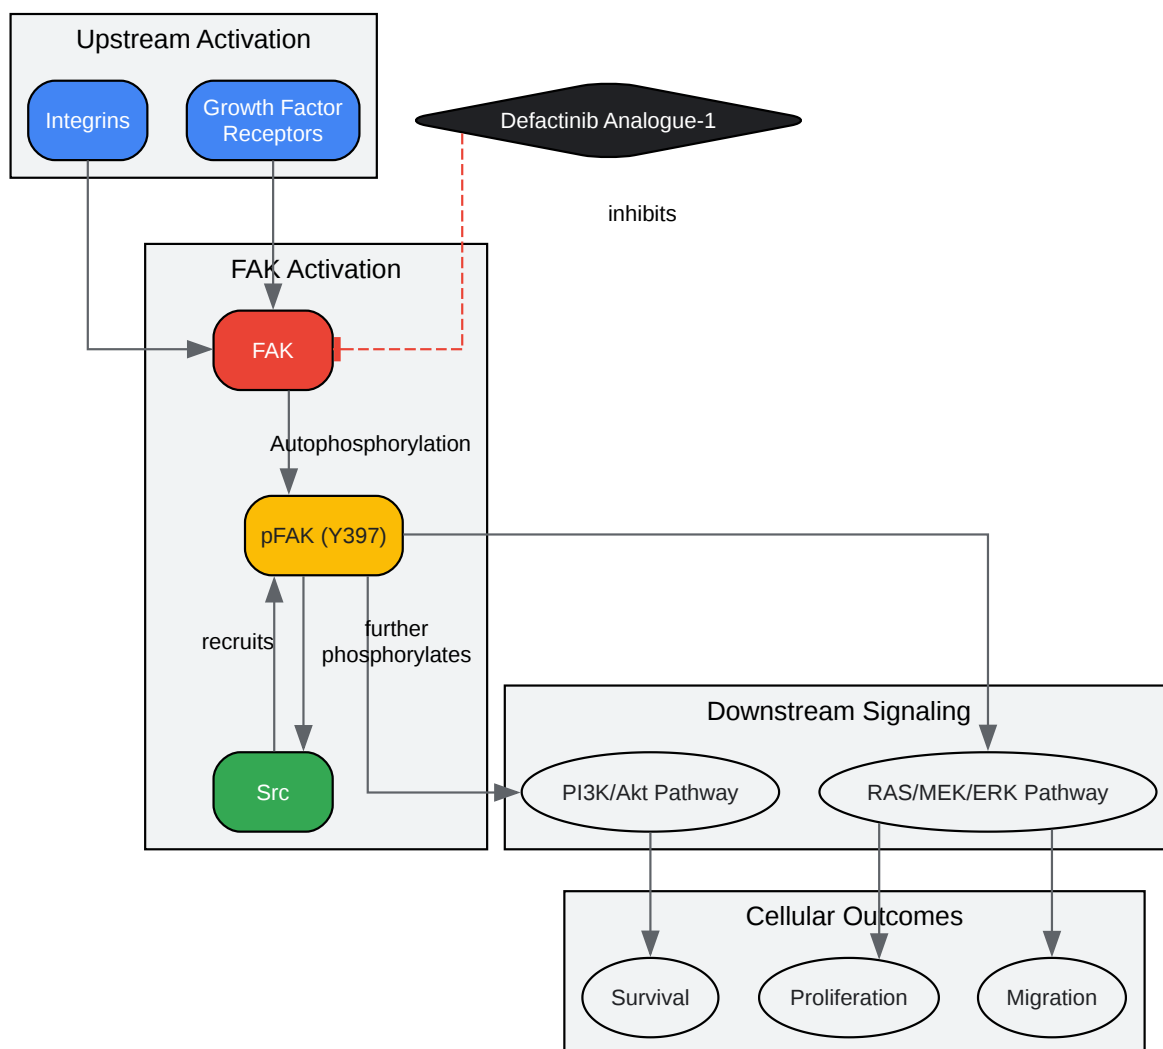 Upstream Activation
Integrins
Growth Factor
Receptors
Defactinib Analogue-1
inhibits
FAK Activation
FAK
Autophosphorylation
pFAK (Y397)
recruits
further
phosphorylates
Src
Downstream Signaling
PI3K/Akt Pathway
RAS/MEK/ERK Pathway
Cellular Outcomes
Survival
Proliferation
Migration